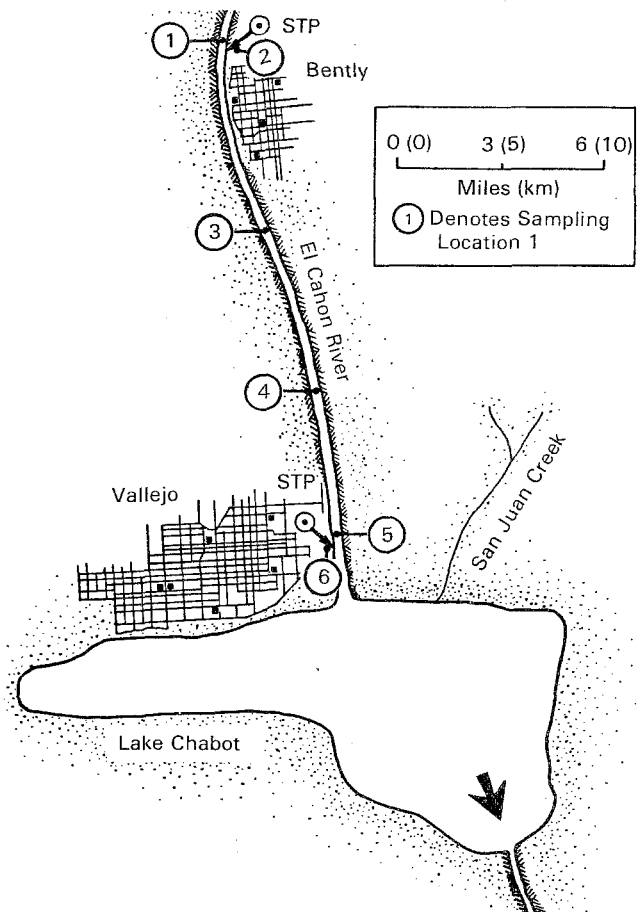 1
STP
2
Bently
0 (0) 3 (5) 6 (10)
Miles (km)
1 Denotes Sampling
Location 1
3
El Cahon River
4
San Juan Creek
STP
Vallejo
5
6
Lake Chabot